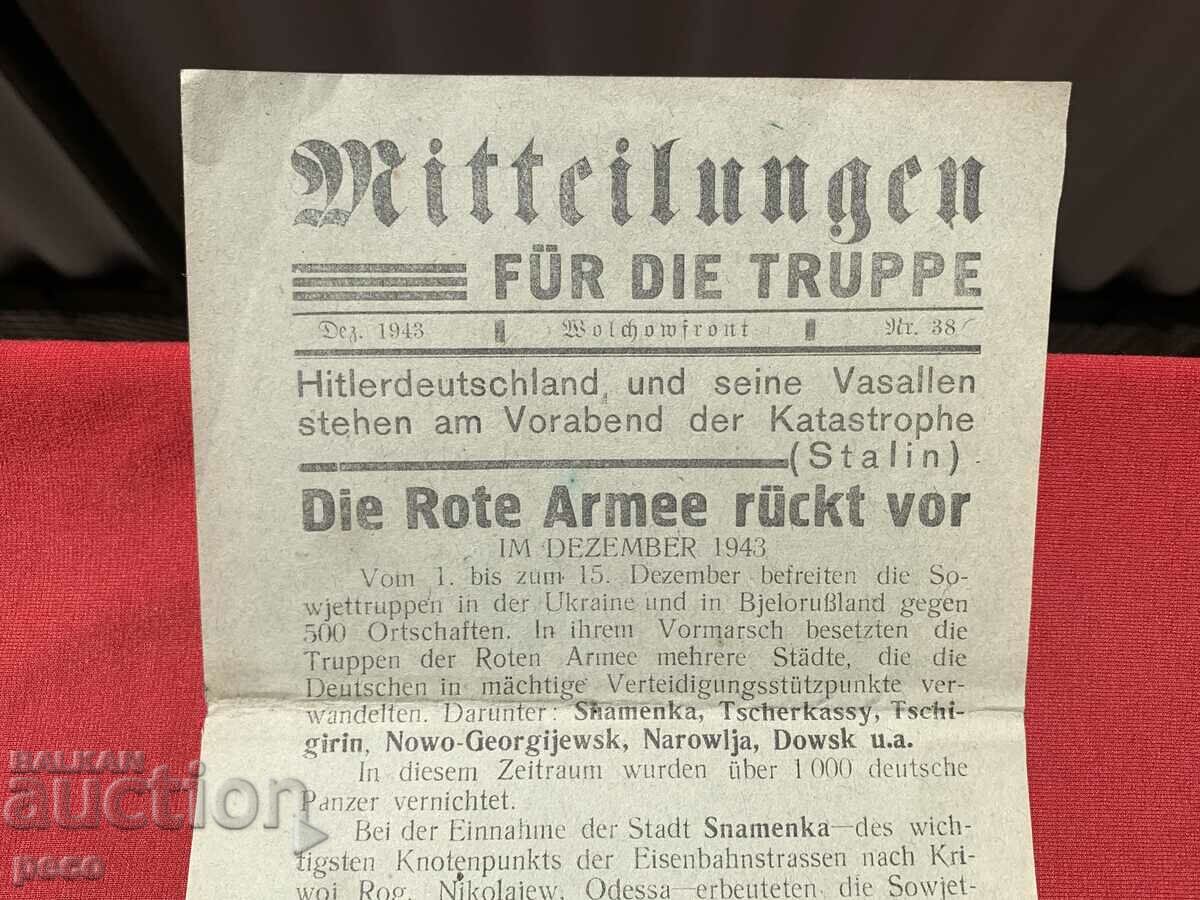 Mitteilungen
FÜR DIE TRUPPE
Dez. 1943 Wolchowfront Nr. 38
Hitlerdeutschland und seine Vasallen
stehen am Vorabend der Katastrophe
(Stalin)
Die Rote Armee rückt vor
IM DEZEMBER 1943
Vom 1. bis zum 15. Dezember befreiten die So-
wjettruppen in der Ukraine und in Bjelorußland gegen
500 Ortschaften. In ihrem Vormarsch besetzten die
Truppen der Roten Armee mehrere Städte, die die
Deutschen in mächtige Verteidigungsstützpunkte ver-
wandelten. Darunter: Snamenka, Tscherkassy, Tschi-
girin, Nowo-Georgijewsk, Narowlja, Dowsk u.a.
In diesem Zeitraum wurden über 1000 deutsche
Panzer vernichtet.
Bei der Einnahme der Stadt Snamenka—des wich-
tigsten Knotenpunkts der Eisenbahnstrassen nach Kri-
woi Rog, Nikolajew, Odessa—erbeuteten die Sowjet-
BALKAN
auction
peco